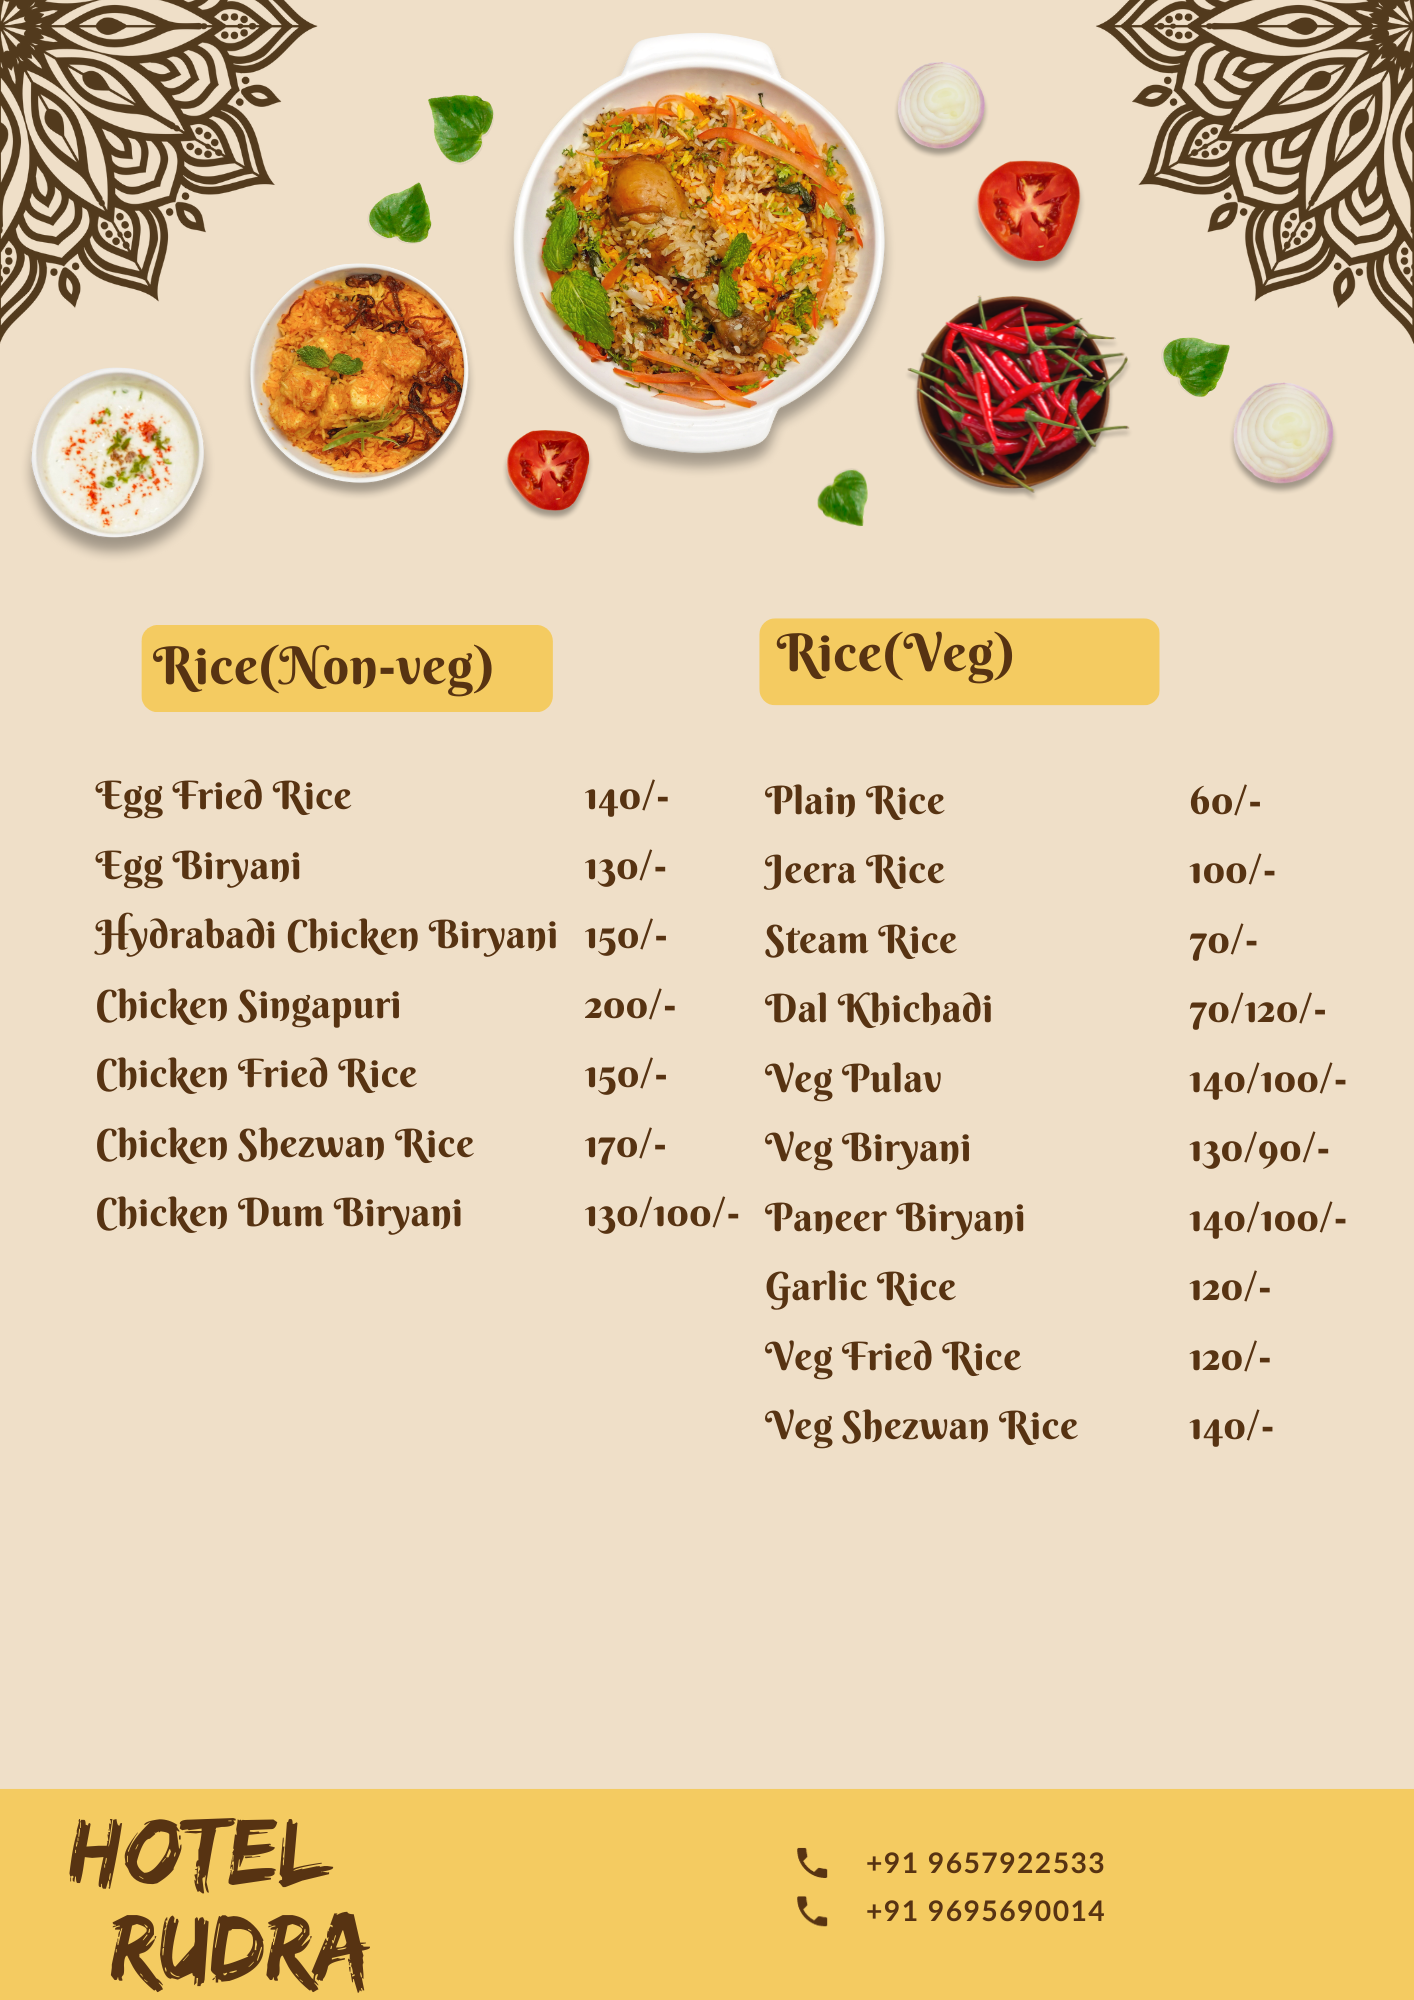 Rice(Non-veg)
Egg Fried Rice 140/-
Egg Biryani 130/-
Hydrabadi Chicken Biryani 150/-
Chicken Singapuri 200/-
Chicken Fried Rice 150/-
Chicken Shezwan Rice 170/-
Chicken Dum Biryani 130/100/-
Rice(Veg)
Plain Rice 60/-
Jeera Rice 100/-
Steam Rice 70/-
Dal Khichadi 70/120/-
Veg Pulav 140/100/-
Veg Biryani 130/90/-
Paneer Biryani 140/100/-
Garlic Rice 120/-
Veg Fried Rice 120/-
Veg Shezwan Rice 140/-
HOTEL
RUDRA
+91 9657922533
+91 9695690014